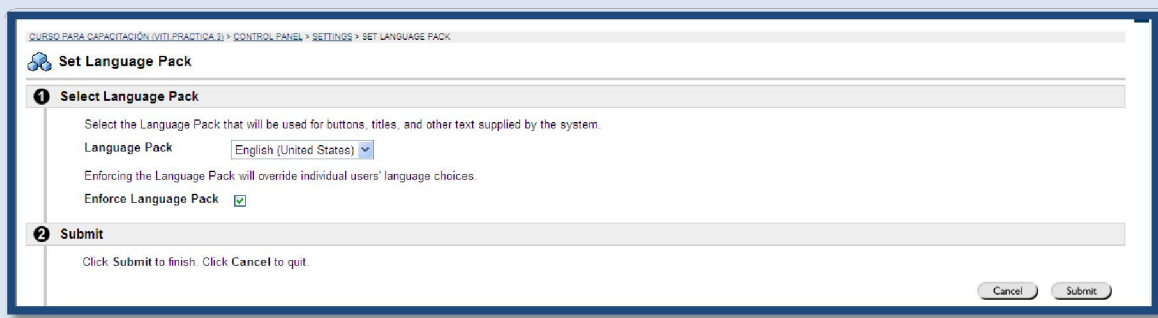 CURSO PARA CAPACITACIÓN (VITI.PRACTICA.3) > CONTROL PANEL > SETTINGS > SET LANGUAGE PACK
Set Language Pack
1 Select Language Pack
Select the Language Pack that will be used for buttons, titles, and other text supplied by the system.
Language Pack English (United States)
Enforcing the Language Pack will override individual users' language choices.
Enforce Language Pack
2 Submit
Click Submit to finish. Click Cancel to quit.
Cancel Submit